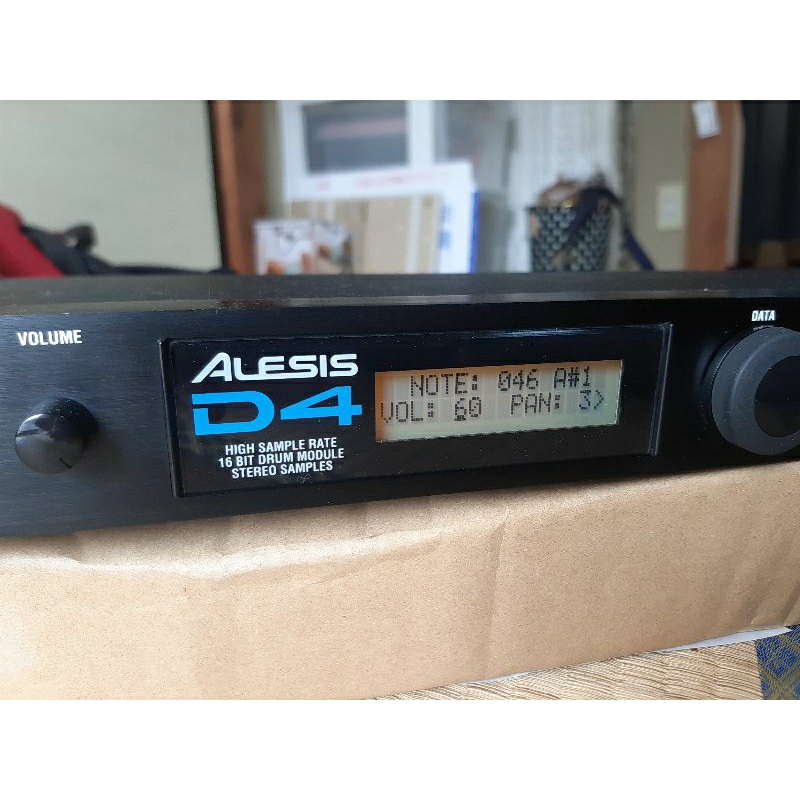 VOLUME
ALESIS
D4
HIGH SAMPLE RATE
16 BIT DRUM MODULE
STEREO SAMPLES
NOTE: 046 A#1
VOL: 60 PAN: 3>
DATA